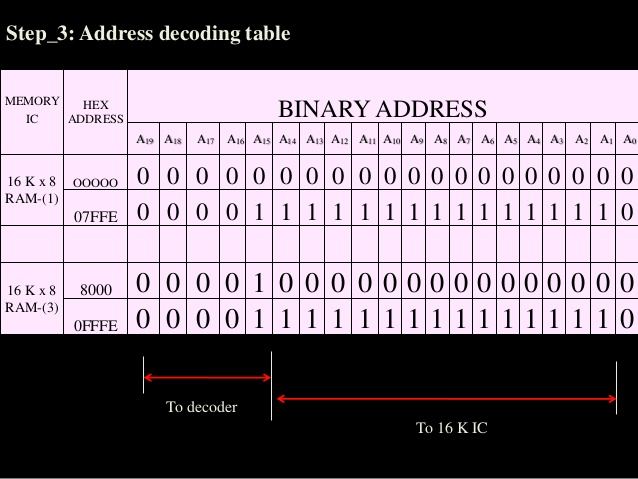 Step_3: Address decoding table
MEMORY IC
HEX ADDRESS
BINARY ADDRESS
A19 A18 A17 A16 A15 A14 A13 A12 A11 A10 A9 A8 A7 A6 A5 A4 A3 A2 A1 A0
16 K x 8
RAM-(1)
OOOOO 0 0 0 0 0 0 0 0 0 0 0 0 0 0 0 0 0 0 0 0
07FFE 0 0 0 0 1 1 1 1 1 1 1 1 1 1 1 1 1 1 1 0
16 K x 8
RAM-(3)
8000 0 0 0 0 1 0 0 0 0 0 0 0 0 0 0 0 0 0 0 0
0FFFE 0 0 0 0 1 1 1 1 1 1 1 1 1 1 1 1 1 1 1 0
To decoder
To 16 K IC